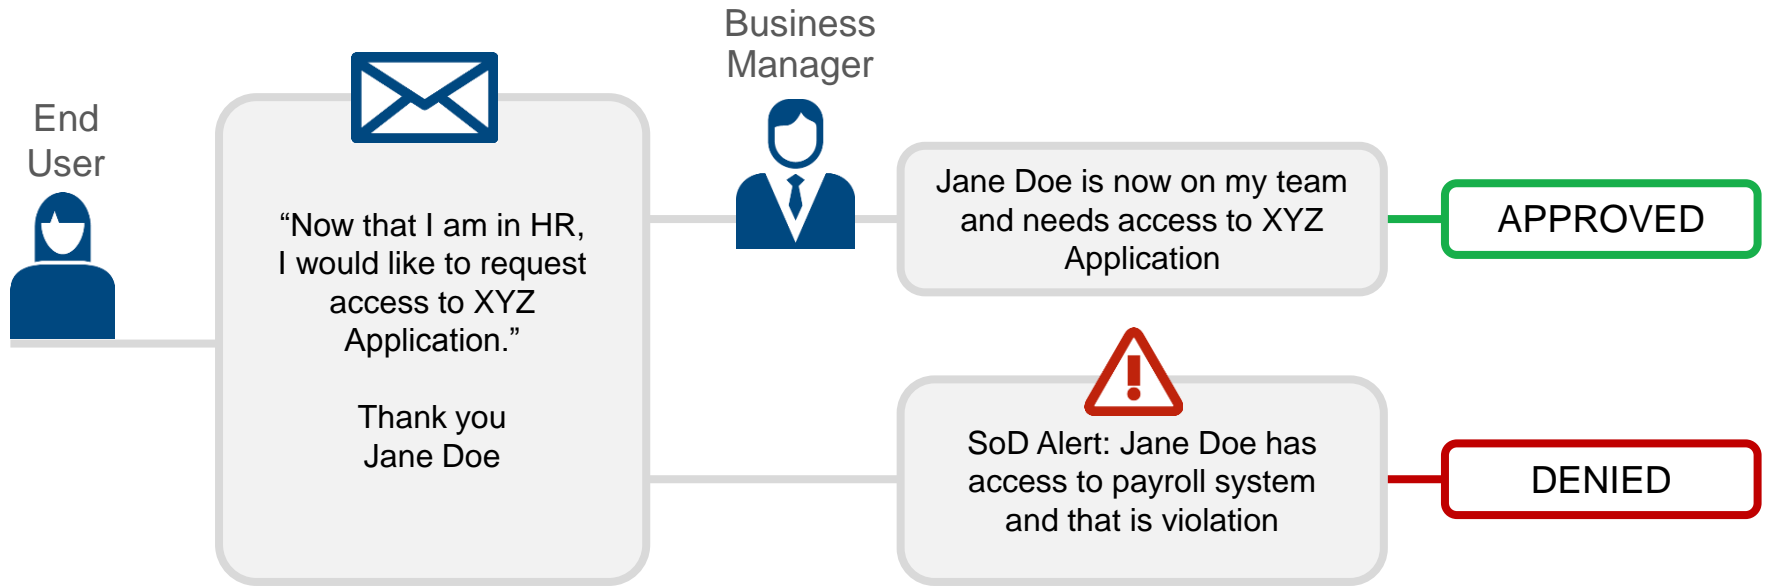 End
User
“Now that I am in HR,
I would like to request
access to XYZ
Application.”
Thank you
Jane Doe
Business
Manager
Jane Doe is now on my team
and needs access to XYZ
Application
APPROVED
SoD Alert: Jane Doe has
access to payroll system
and that is violation
DENIED